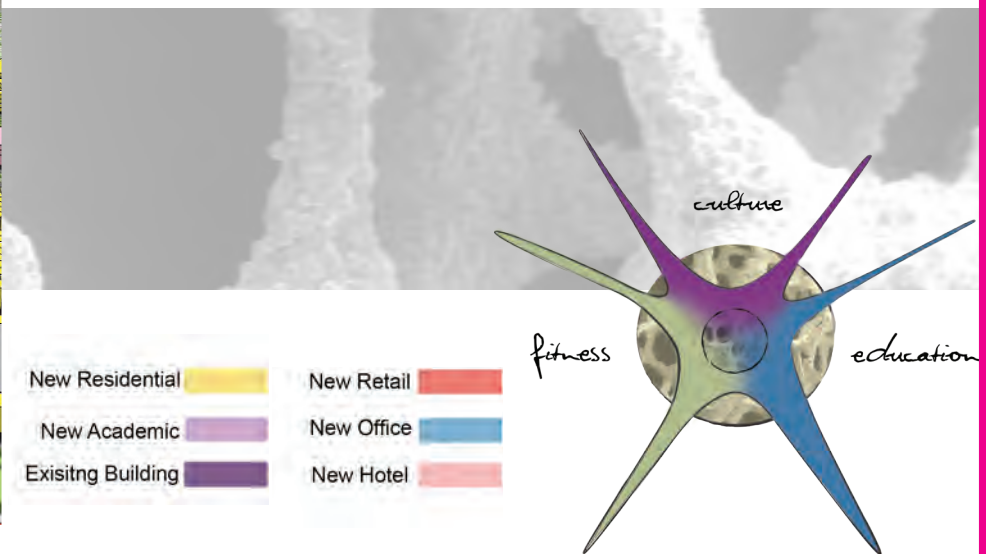 culture
fitness
education
New Residential
New Retail
New Academic
New Office
Exisitng Building
New Hotel